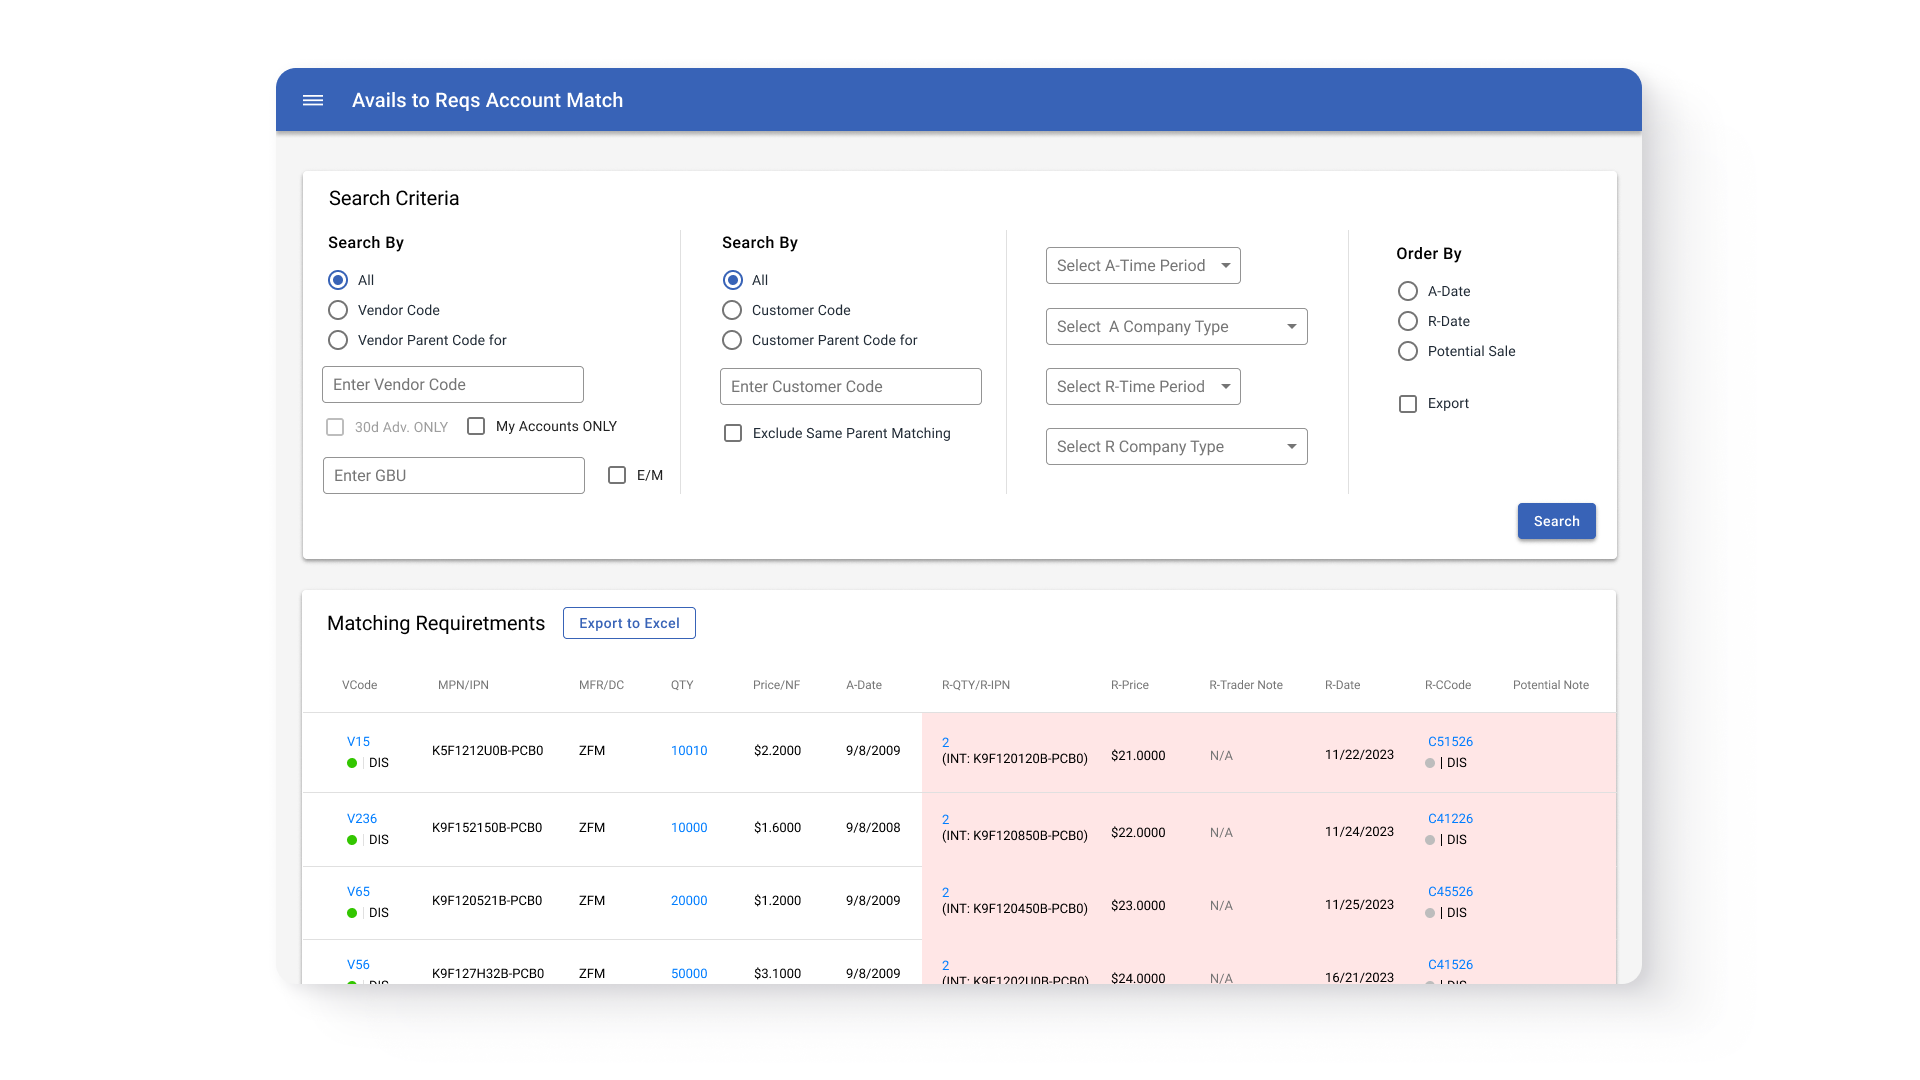 Avails to Reqs Account Match
Search Criteria
Search By
All
Vendor Code
Vendor Parent Code for
Enter Vendor Code
30d Adv. ONLY
My Accounts ONLY
Enter GBU
E/M
Search By
All
Customer Code
Customer Parent Code for
Enter Customer Code
Exclude Same Parent Matching
Select A-Time Period
Select A Company Type
Select R-Time Period
Select R Company Type
Order By
A-Date
R-Date
Potential Sale
Export
Search
Matching Requiretments
Export to Excel
VCode MPN/IPN MFR/DC QTY Price/NF A-Date R-QTY/R-IPN R-Price R-Trader Note R-Date R-CCode Potential Note
V15 2 C51526
K5F1212U0B-PCB0 ZFM 10010 $2.2000 9/8/2009 (INT: K9F120120B-PCB0) $21.0000 N/A 11/22/2023
DIS | DIS
V236 2 C41226
K9F152150B-PCB0 ZFM 10000 $1.6000 9/8/2008 (INT: K9F120850B-PCB0) $22.0000 N/A 11/24/2023
DIS | DIS
V65 2 C45526
K9F120521B-PCB0 ZFM 20000 $1.2000 9/8/2009 (INT: K9F120450B-PCB0) $23.0000 N/A 11/25/2023
DIS | DIS
V56 2 C41526
K9F127H32B-PCB0 ZFM 50000 $3.1000 9/8/2009 (INT: K9F1202U0B-PCB0) $24.0000 N/A 16/21/2023
DIS | DIS